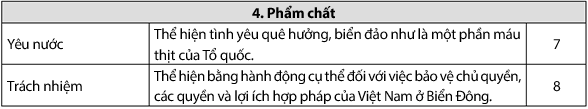 4. Phẩm chất
Yêu nước
Thể hiện tình yêu quê hưởng, biển đảo như là một phần máu
thịt của Tổ quốc.
7
Trách nhiệm
Thể hiện bằng hành động cụ thể đối với việc bảo vệ chủ quyền,
các quyền và lợi ích hợp pháp của Việt Nam ở Biển Đông.
8